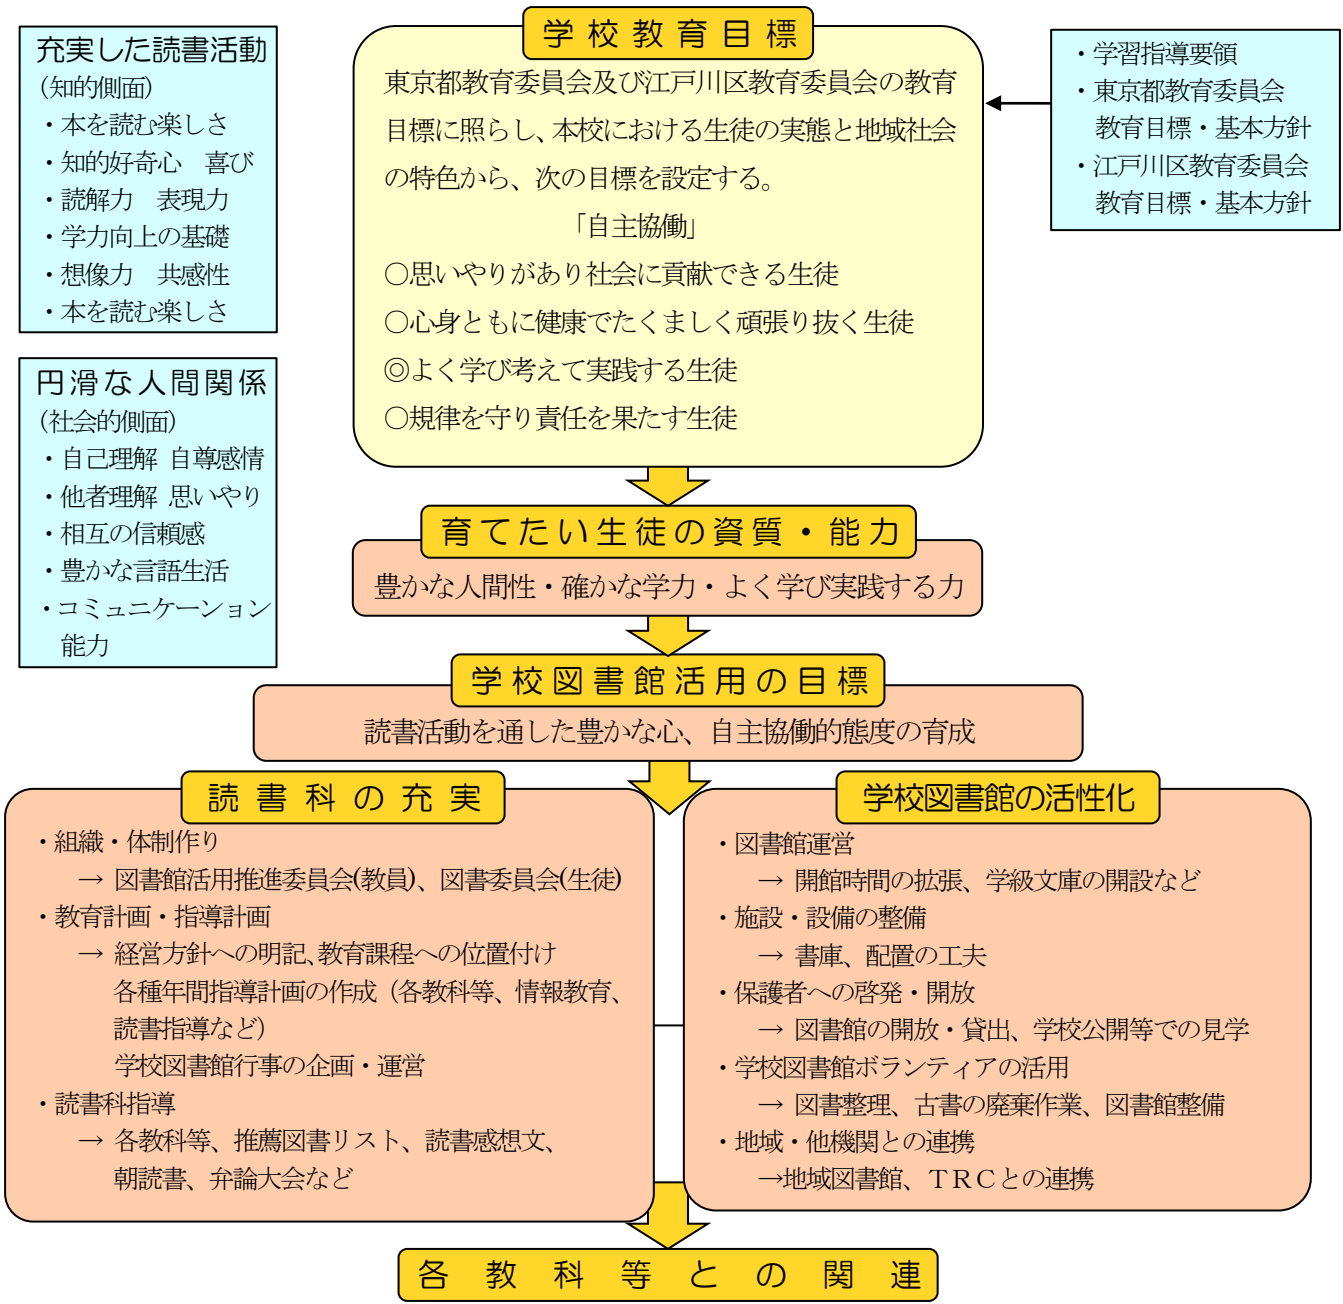 充実した読書活動
(知的側面)
・本を読む楽しさ
・知的好奇心　喜び
・読解力　表現力
・学力向上の基礎
・想像力　共感性
・本を読む楽しさ
円滑な人間関係
(社会的側面)
・自己理解 自尊感情
・他者理解 思いやり
・相互の信頼感
・豊かな言語生活
・コミュニケーション
能力
学校教育目標
東京都教育委員会及び江戸川区教育委員会の教育
目標に照らし、本校における生徒の実態と地域社会
の特色から、次の目標を設定する。
「自主協働」
○思いやりがあり社会に貢献できる生徒
○心身ともに健康でたくましく頑張り抜く生徒
◎よく学び考えて実践する生徒
○規律を守り責任を果たす生徒
・学習指導要領
・東京都教育委員会
教育目標・基本方針
・江戸川区教育委員会
教育目標・基本方針
育てたい生徒の資質・能力
豊かな人間性・確かな学力・よく学び実践する力
学校図書館活用の目標
読書活動を通した豊かな心、自主協働的態度の育成
読書科の充実
・組織・体制作り
→ 図書館活用推進委員会(教員)、図書委員会(生徒)
・教育計画・指導計画
→ 経営方針への明記、教育課程への位置付け
各種年間指導計画の作成（各教科等、情報教育、
読書指導など）
学校図書館行事の企画・運営
・読書科指導
→ 各教科等、推薦図書リスト、読書感想文、
朝読書、弁論大会など
学校図書館の活性化
・図書館運営
→ 開館時間の拡張、学級文庫の開設など
・施設・設備の整備
→ 書庫、配置の工夫
・保護者への啓発・開放
→ 図書館の開放・貸出、学校公開等での見学
・学校図書館ボランティアの活用
→ 図書整理、古書の廃棄作業、図書館整備
・地域・他機関との連携
→地域図書館、ＴＲＣとの連携
各教科等との関連